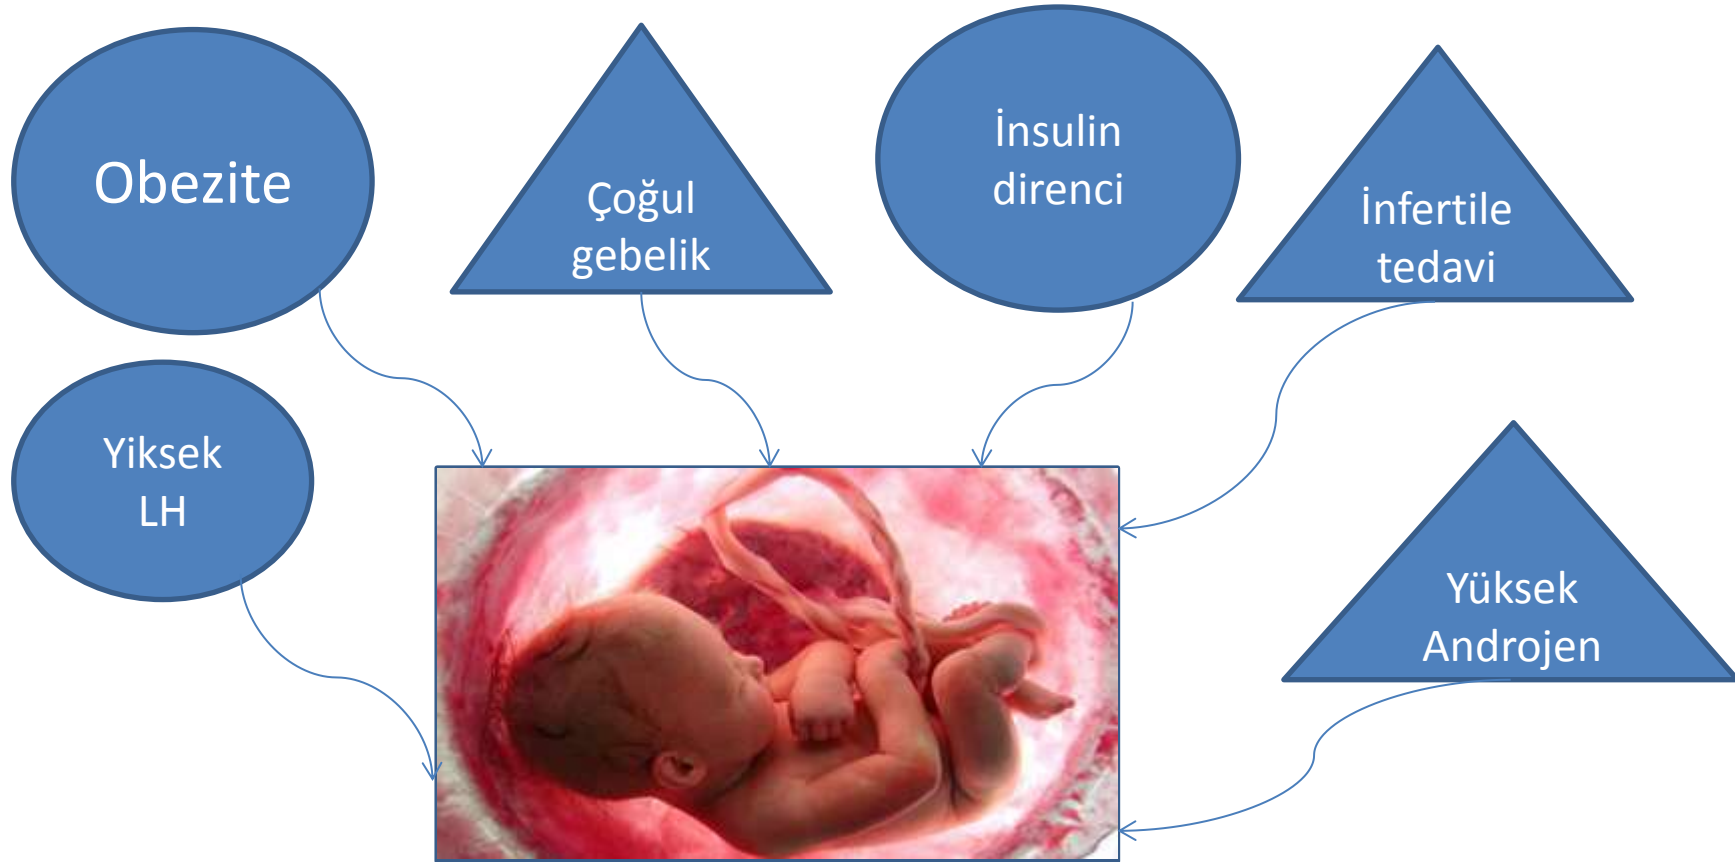 Obezite
Çoğul
gebelik
İnsulin
direnci
İnfertile
tedavi
Yiksek
LH
Yüksek
Androjen